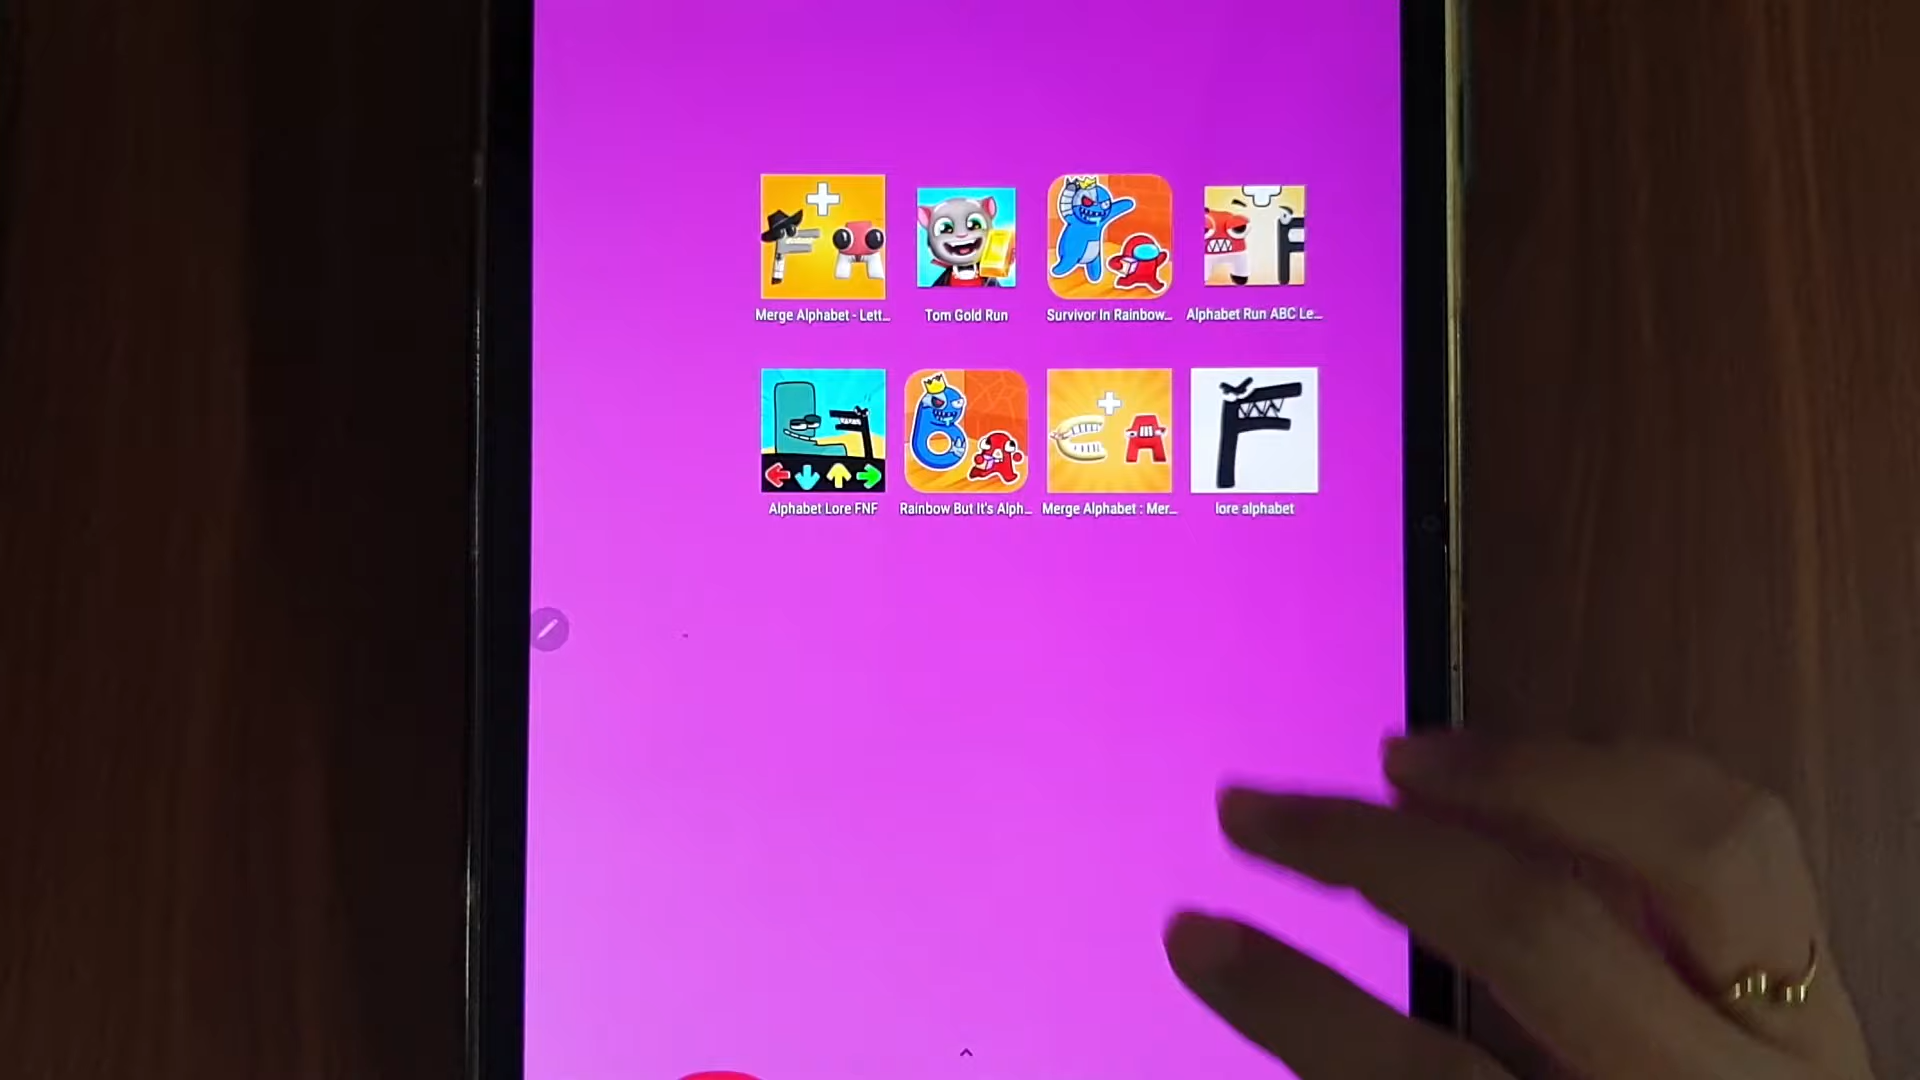 Merge Alphabet - Lett...
Tom Gold Run
Survivor In Rainbow...
Alphabet Run ABC Le...
Alphabet Lore FNF
Rainbow But It's Alph...
Merge Alphabet : Mer...
lore alphabet